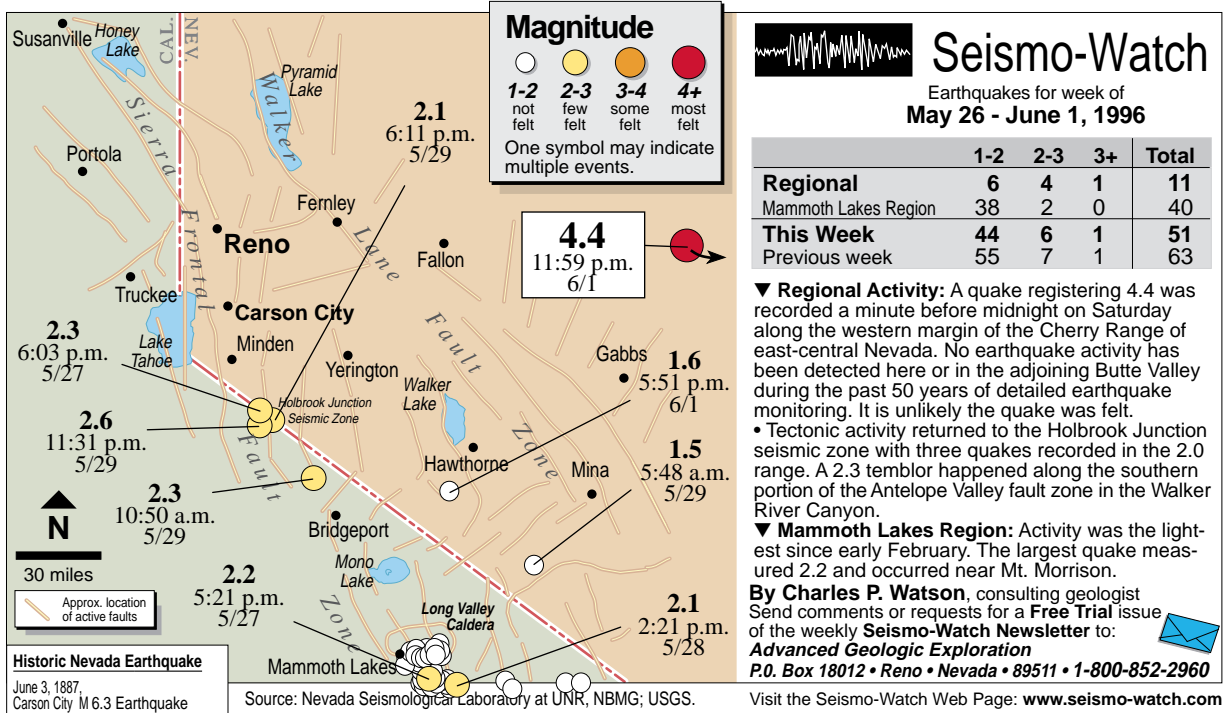 Susanville
Honey
Lake
CAL.
NEV.
Sierra
Frontal
Fault
Zone
Walker
Lane
Fault
Zone
Pyramid
Lake
Portola
Fernley
Reno
Fallon
Truckee
Carson City
Lake
Tahoe
Minden
Yerington
Gabbs
Walker
Lake
Holbrook Junction
Seismic Zone
Hawthorne
Mina
Bridgeport
Mono
Lake
Long Valley
Caldera
Mammoth Lakes
2.1
6:11 p.m.
5/29
4.4
11:59 p.m.
6/1
2.3
6:03 p.m.
5/27
2.6
11:31 p.m.
5/29
2.3
10:50 a.m.
5/29
1.6
5:51 p.m.
6/1
1.5
5:48 a.m.
5/29
2.2
5:21 p.m.
5/27
2.1
2:21 p.m.
5/28
N
30 miles
Approx. location
of active faults
Historic Nevada Earthquake
June 3, 1887,
Carson City M 6.3 Earthquake
Source: Nevada Seismological Laboratory at UNR, NBMG; USGS.
Magnitude
1-2 2-3 3-4 4+
not few some most
felt felt felt felt
One symbol may indicate
multiple events.
Seismo-Watch
Earthquakes for week of
May 26 - June 1, 1996
1-2 2-3 3+ Total
Regional 6 4 1 11
Mammoth Lakes Region 38 2 0 40
This Week 44 6 1 51
Previous week 55 7 1 63
▼ Regional Activity: A quake registering 4.4 was
recorded a minute before midnight on Saturday
along the western margin of the Cherry Range of
east-central Nevada. No earthquake activity has
been detected here or in the adjoining Butte Valley
during the past 50 years of detailed earthquake
monitoring. It is unlikely the quake was felt.
• Tectonic activity returned to the Holbrook Junction
seismic zone with three quakes recorded in the 2.0
range. A 2.3 temblor happened along the southern
portion of the Antelope Valley fault zone in the Walker
River Canyon.
▼ Mammoth Lakes Region: Activity was the light-
est since early February. The largest quake meas-
ured 2.2 and occurred near Mt. Morrison.
By Charles P. Watson, consulting geologist
Send comments or requests for a Free Trial issue
of the weekly Seismo-Watch Newsletter to:
Advanced Geologic Exploration
P.O. Box 18012 • Reno • Nevada • 89511 • 1-800-852-2960
Visit the Seismo-Watch Web Page: www.seismo-watch.com